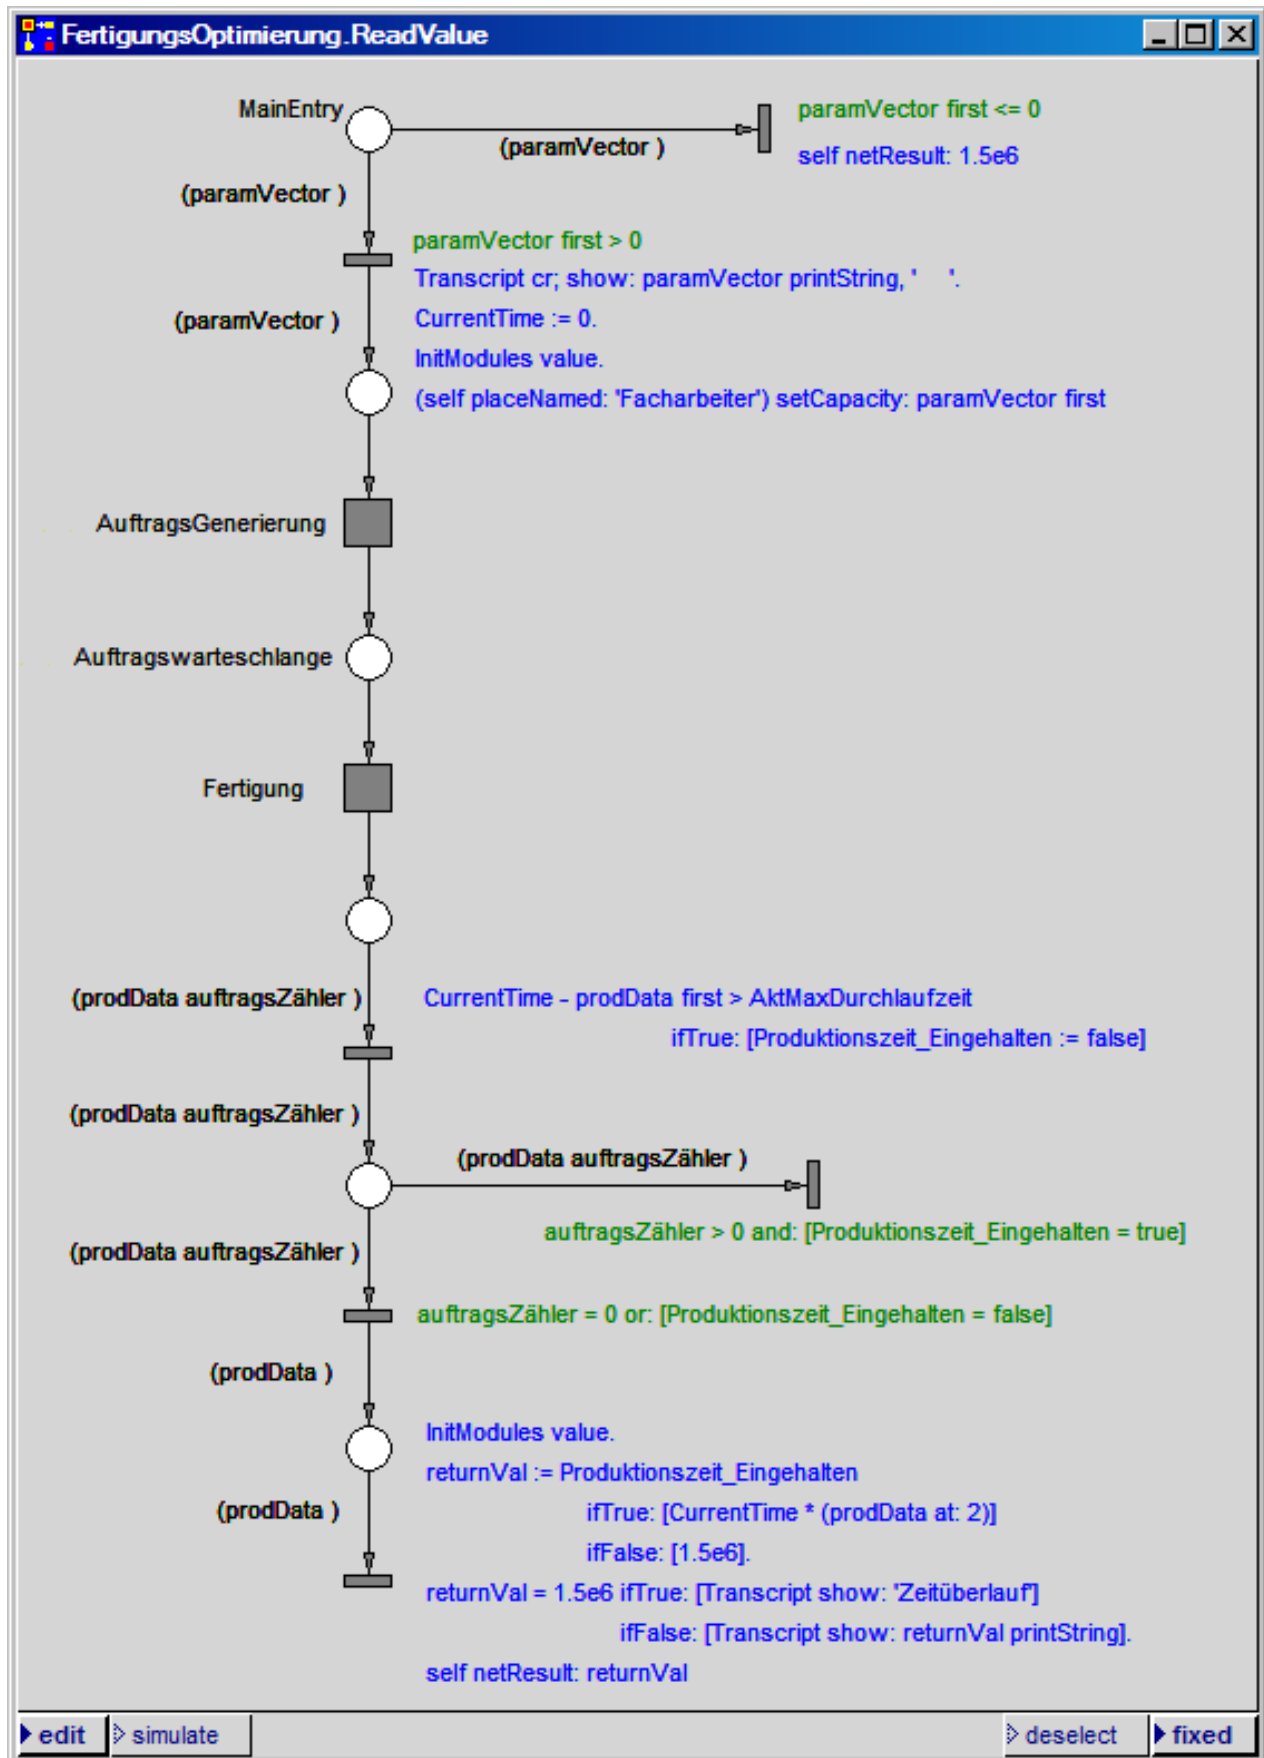 FertigungsOptimierung.ReadValue
MainEntry
(paramVector )
paramVector first <= 0
self netResult: 1.5e6
(paramVector )
paramVector first > 0
Transcript cr; show: paramVector printString, '     '.
(paramVector )
CurrentTime := 0.
InitModules value.
(self placeNamed: 'Facharbeiter') setCapacity: paramVector first
AuftragsGenerierung
Auftragswarteschlange
Fertigung
(prodData auftragsZähler )
CurrentTime - prodData first > AktMaxDurchlaufzeit
ifTrue: [Produktionszeit_Eingehalten := false]
(prodData auftragsZähler )
(prodData auftragsZähler )
auftragsZähler > 0 and: [Produktionszeit_Eingehalten = true]
(prodData auftragsZähler )
auftragsZähler = 0 or: [Produktionszeit_Eingehalten = false]
(prodData )
InitModules value.
returnVal := Produktionszeit_Eingehalten
(prodData )
ifTrue: [CurrentTime * (prodData at: 2)]
ifFalse: [1.5e6].
returnVal = 1.5e6 ifTrue: [Transcript show: 'Zeitüberlauf']
ifFalse: [Transcript show: returnVal printString].
self netResult: returnVal
edit
simulate
deselect
fixed